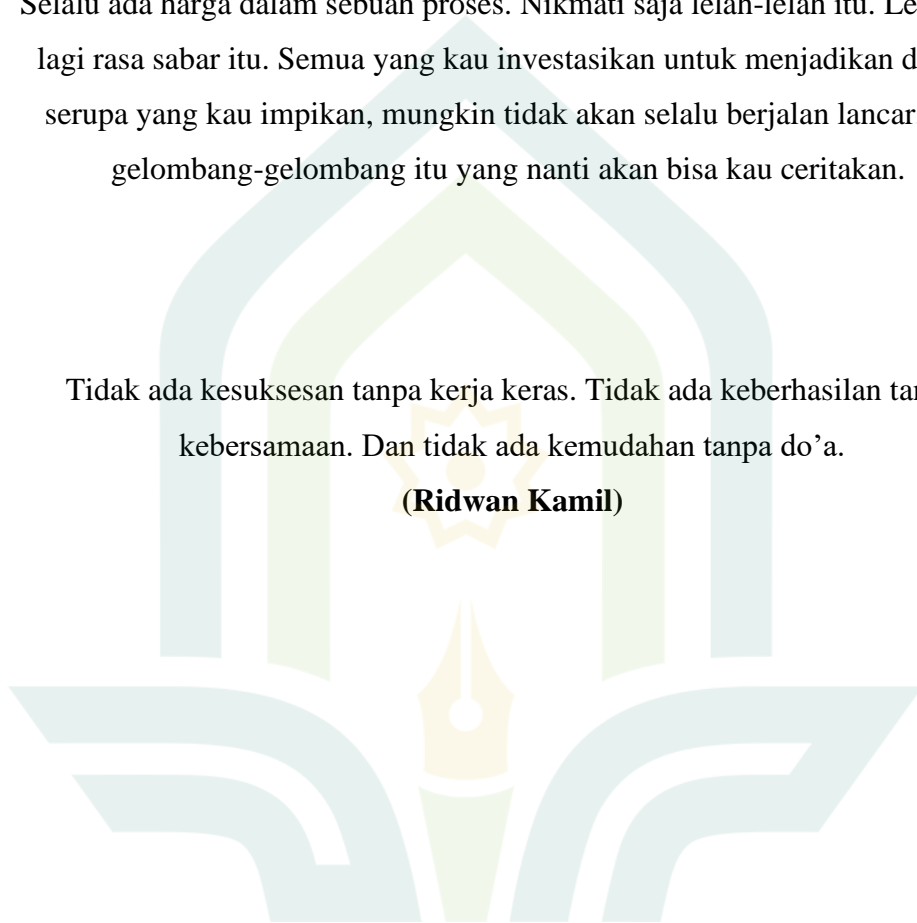 Selalu ada harga dalam sebuah proses. Nikmati saja lelah-lelah itu.
lagi rasa sabar itu. Semua yang kau investasikan untuk menjadikan
serupa yang kau impikan, mungkin tidak akan selalu berjalan lancar
gelombang-gelombang itu yang nanti akan bisa kau ceritakan.
Tidak ada kesuksesan tanpa kerja keras. Tidak ada keberhasilan
kebersamaan. Dan tidak ada kemudahan tanpa do’a.
(Ridwan Kamil)